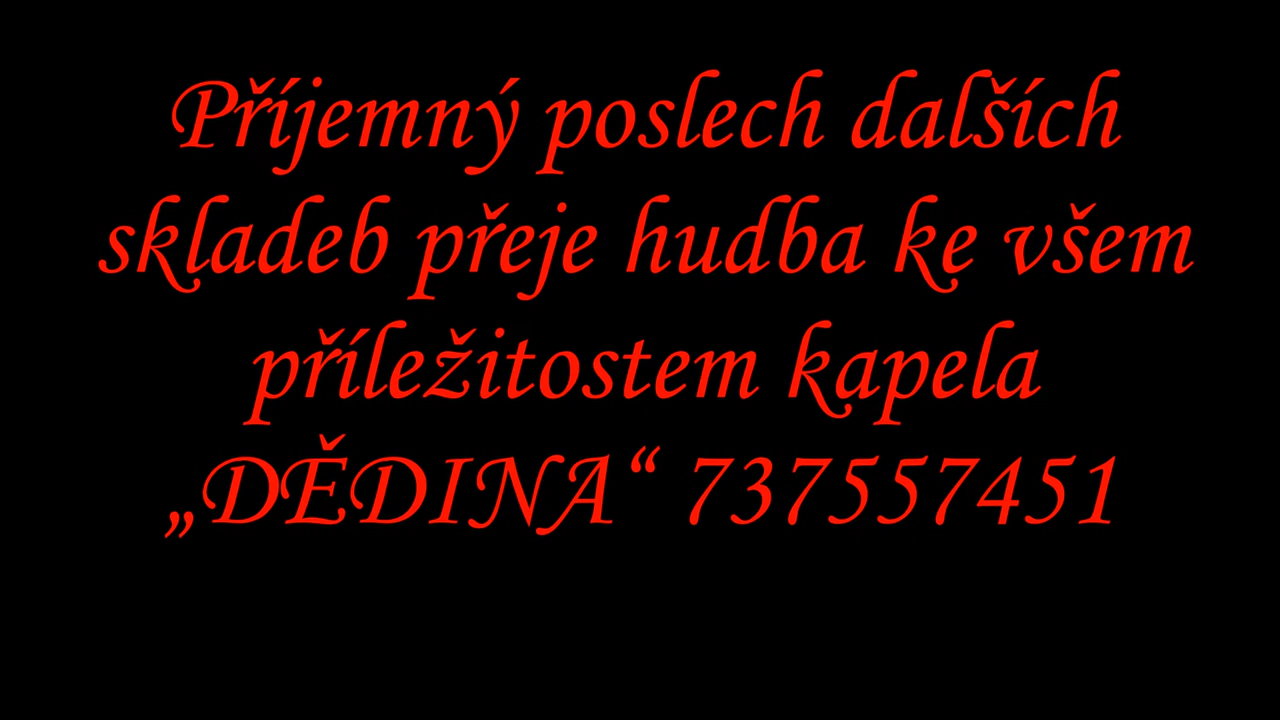 Příjemný poslech dalších
skladeb přeje hudba ke všem
příležitostem kapela
„DĚDINA“ 737557451